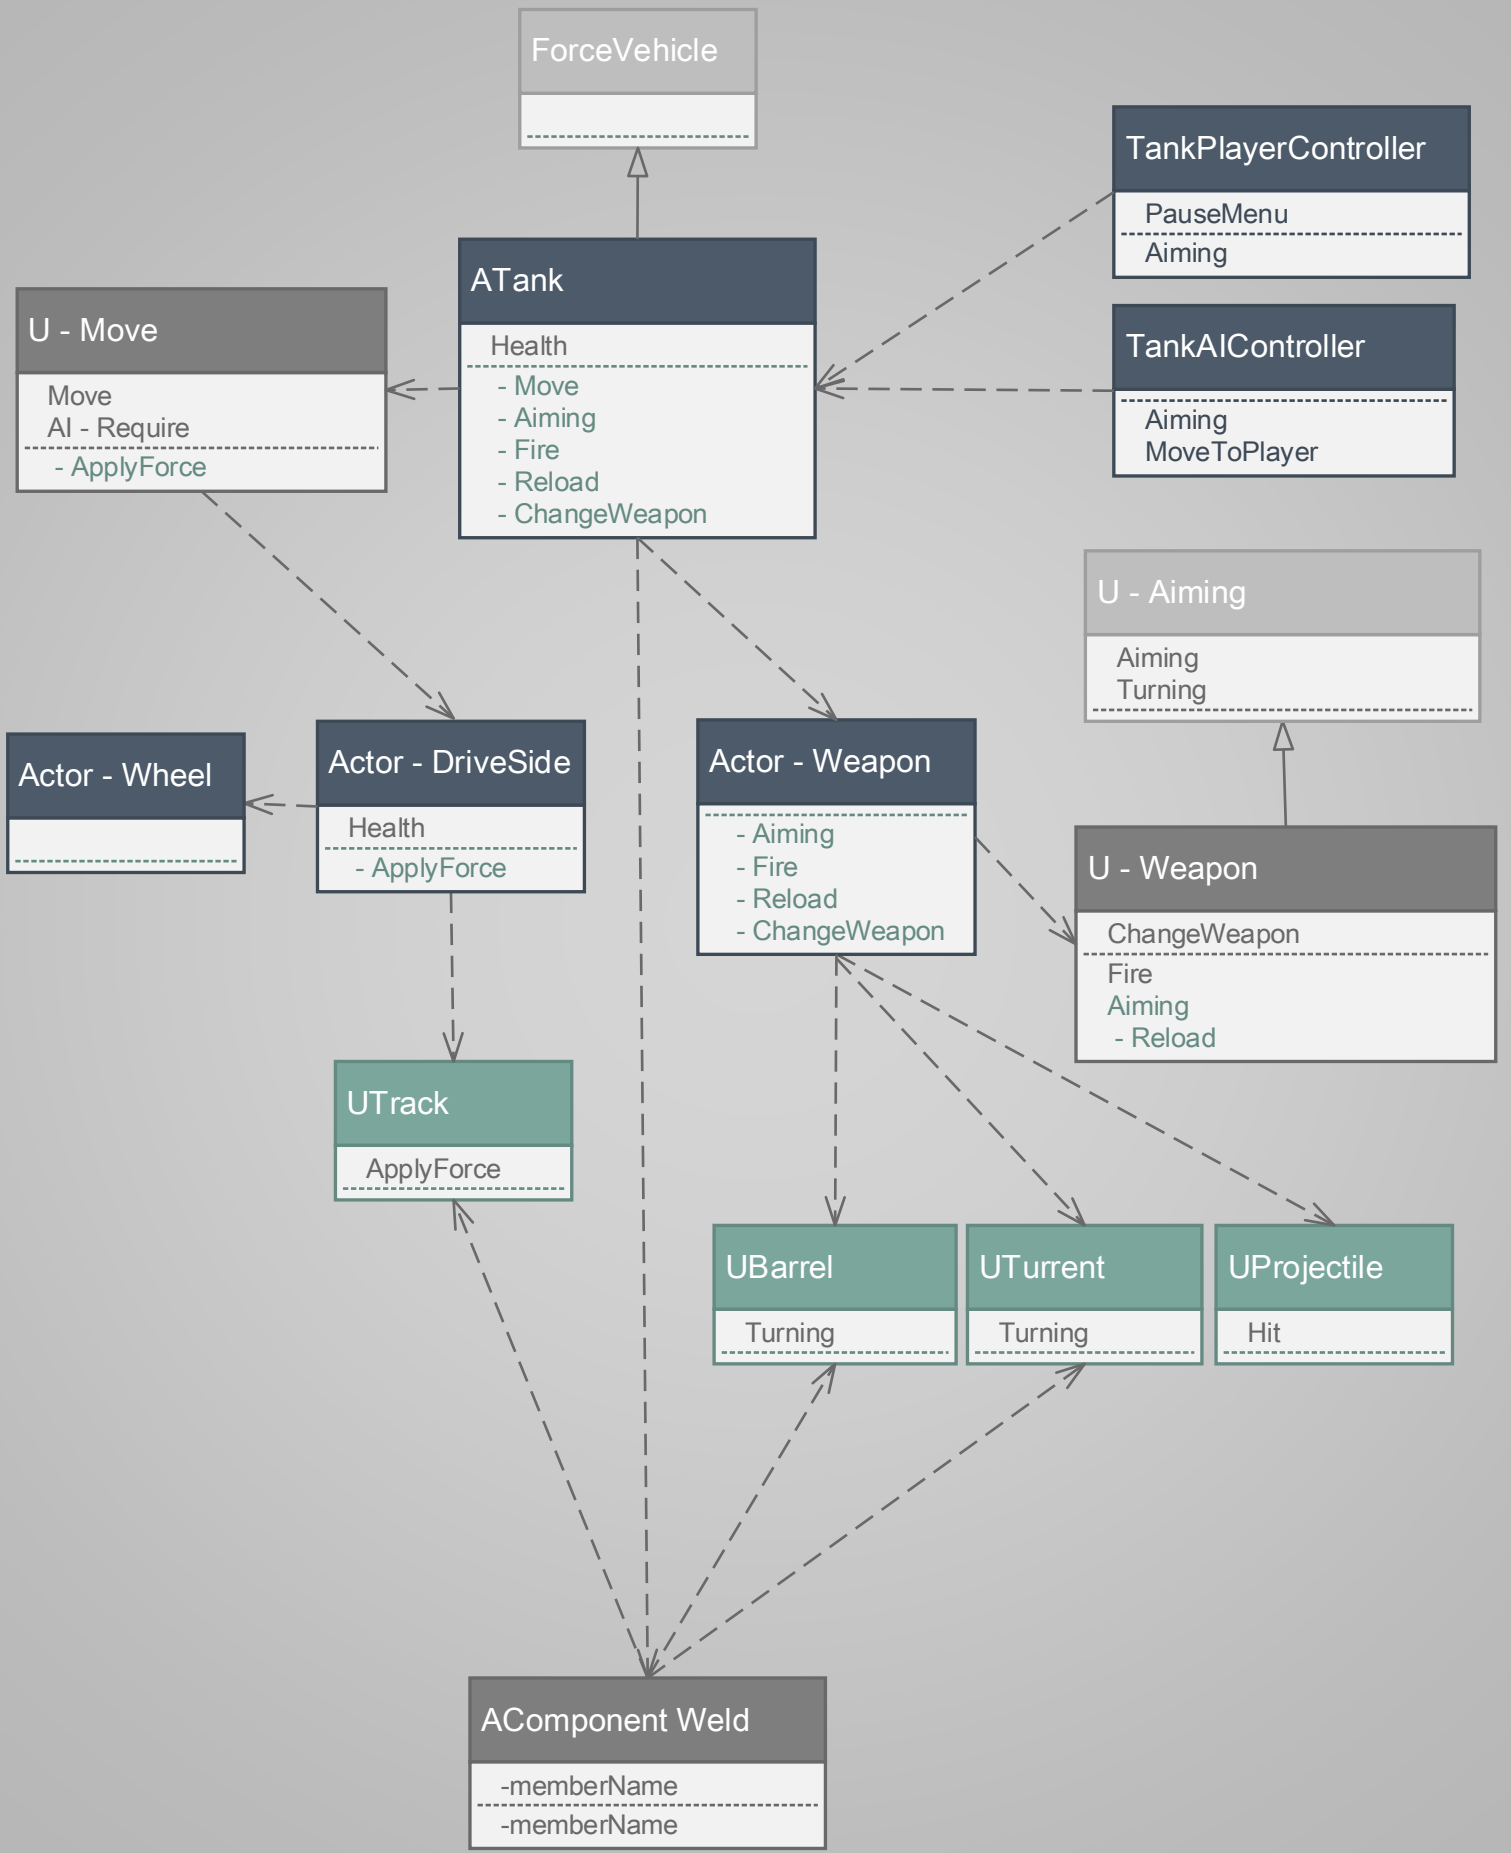 ForceVehicle
TankPlayerController
PauseMenu
Aiming
ATank
Health
- Move
- Aiming
- Fire
- Reload
- ChangeWeapon
U - Move
Move
AI - Require
- ApplyForce
TankAIController
Aiming
MoveToPlayer
U - Aiming
Aiming
Turning
Actor - Wheel
Actor - DriveSide
Health
- ApplyForce
Actor - Weapon
- Aiming
- Fire
- Reload
- ChangeWeapon
U - Weapon
ChangeWeapon
Fire
Aiming
- Reload
UTrack
ApplyForce
UBarrel
Turning
UTurrent
Turning
UProjectile
Hit
AComponent Weld
-memberName
-memberName